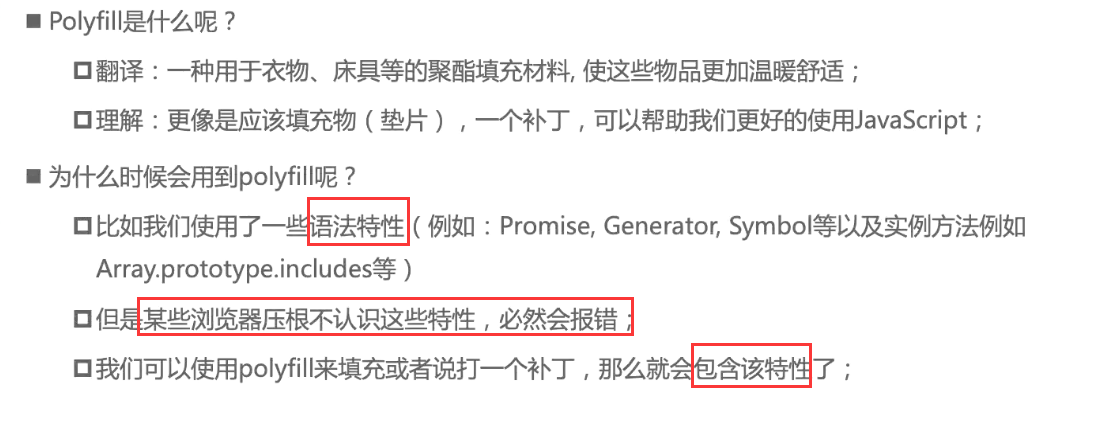 Polyfill是什么呢？
翻译：一种用于衣物、床具等的聚酯填充材料, 使这些物品更加温暖舒适；
理解：更像是应该填充物（垫片），一个补丁，可以帮助我们更好的使用JavaScript；
为什么时候会用到polyfill呢？
比如我们使用了一些语法特性（例如：Promise, Generator, Symbol等以及实例方法例如
Array.prototype.includes等）
但是某些浏览器压根不认识这些特性，必然会报错；
我们可以使用polyfill来填充或者说打一个补丁，那么就会包含该特性了；